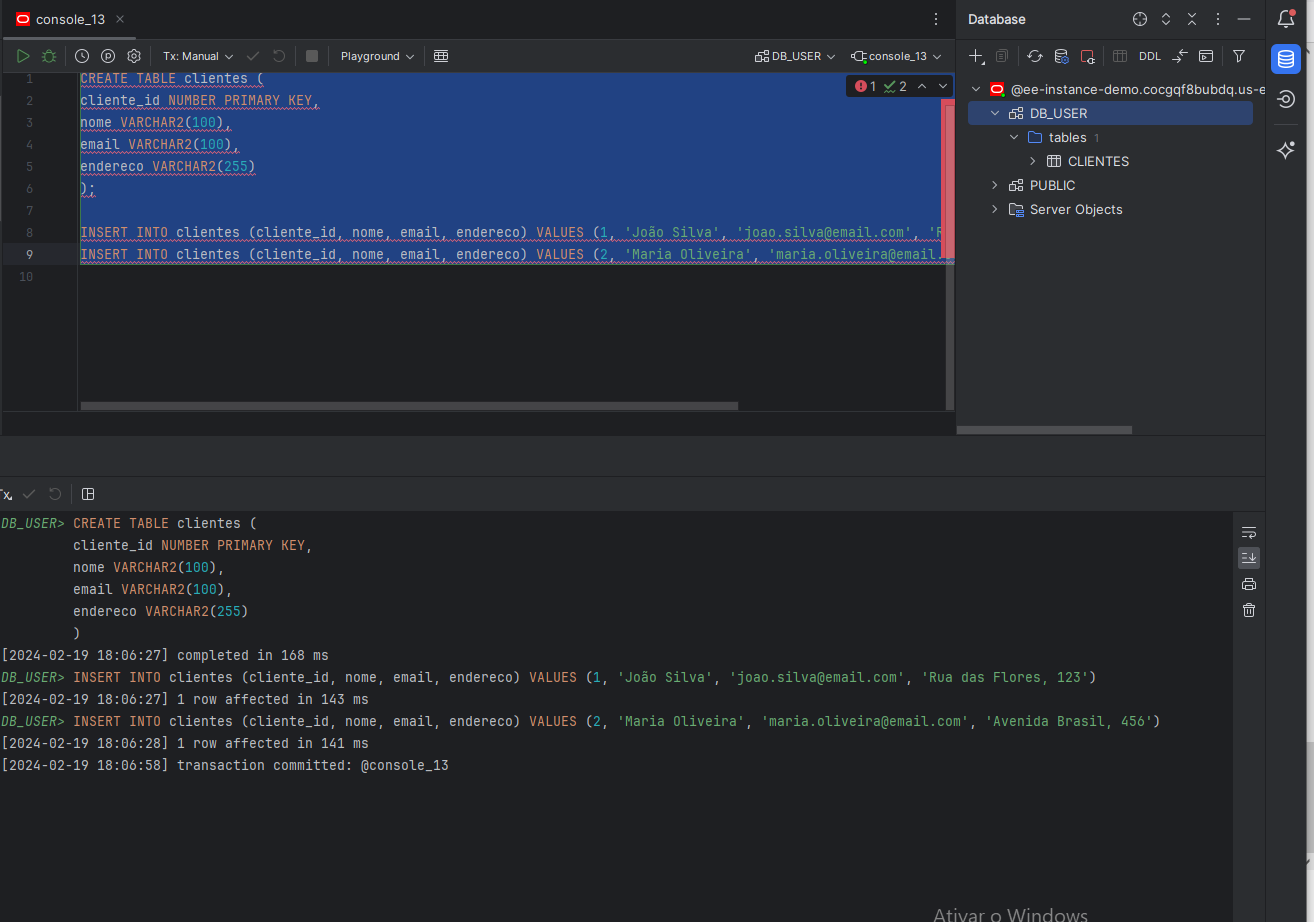 console_13
Database
Tx: Manual
Playground
DB_USER
console_13
DDL
1 CREATE TABLE clientes (
2 cliente_id NUMBER PRIMARY KEY,
3 nome VARCHAR2(100),
4 email VARCHAR2(100),
5 endereco VARCHAR2(255)
6 );
7
8 INSERT INTO clientes (cliente_id, nome, email, endereco) VALUES (1, 'João Silva', 'joao.silva@email.com', 'R
9 INSERT INTO clientes (cliente_id, nome, email, endereco) VALUES (2, 'Maria Oliveira', 'maria.oliveira@email.
10
1 2
@ee-instance-demo.cocgqf8bubdq.us-e
DB_USER
tables 1
CLIENTES
PUBLIC
Server Objects
Tx
DB_USER> CREATE TABLE clientes (
cliente_id NUMBER PRIMARY KEY,
nome VARCHAR2(100),
email VARCHAR2(100),
endereco VARCHAR2(255)
)
[2024-02-19 18:06:27] completed in 168 ms
DB_USER> INSERT INTO clientes (cliente_id, nome, email, endereco) VALUES (1, 'João Silva', 'joao.silva@email.com', 'Rua das Flores, 123')
[2024-02-19 18:06:27] 1 row affected in 143 ms
DB_USER> INSERT INTO clientes (cliente_id, nome, email, endereco) VALUES (2, 'Maria Oliveira', 'maria.oliveira@email.com', 'Avenida Brasil, 456')
[2024-02-19 18:06:28] 1 row affected in 141 ms
[2024-02-19 18:06:58] transaction committed: @console_13
Ativar o Windows